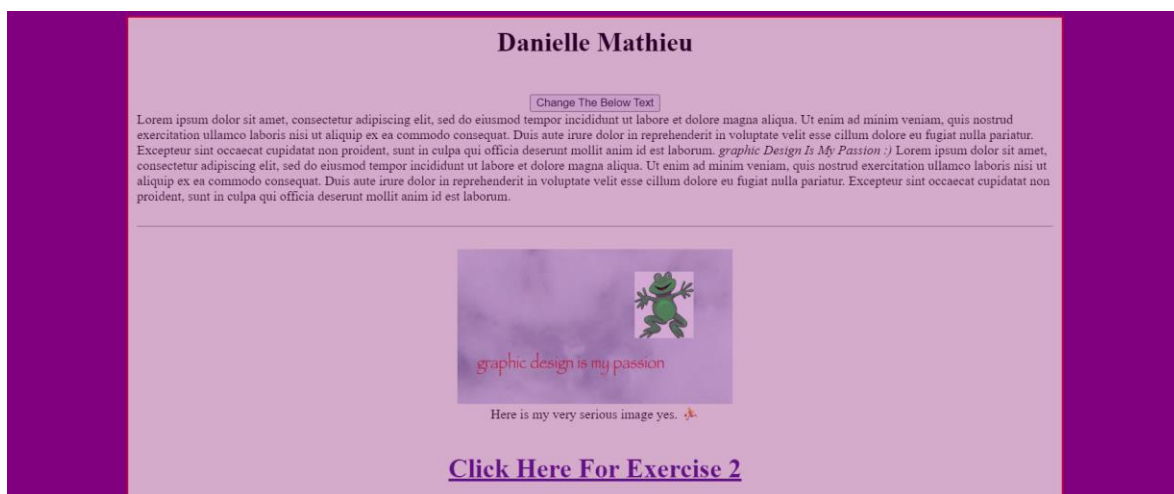 Danielle Mathieu
Change The Below Text
Lorem ipsum dolor sit amet, consectetur adipiscing elit, sed do eiusmod tempor incididunt ut labore et dolore magna aliqua. Ut enim ad minim veniam, quis nostrud
exercitation ullamco laboris nisi ut aliquip ex ea commodo consequat. Duis aute irure dolor in reprehenderit in voluptate velit esse cillum dolore eu fugiat nulla pariatur.
Excepteur sint occaecat cupidatat non proident, sunt in culpa qui officia deserunt mollit anim id est laborum. graphic Design Is My Passion :) Lorem ipsum dolor sit amet,
consectetur adipiscing elit, sed do eiusmod tempor incididunt ut labore et dolore magna aliqua. Ut enim ad minim veniam, quis nostrud exercitation ullamco laboris nisi ut
aliquip ex ea commodo consequat. Duis aute irure dolor in reprehenderit in voluptate velit esse cillum dolore eu fugiat nulla pariatur. Excepteur sint occaecat cupidatat non
proident, sunt in culpa qui officia deserunt mollit anim id est laborum.
graphic design is my passion
Here is my very serious image yes.
Click Here For Exercise 2